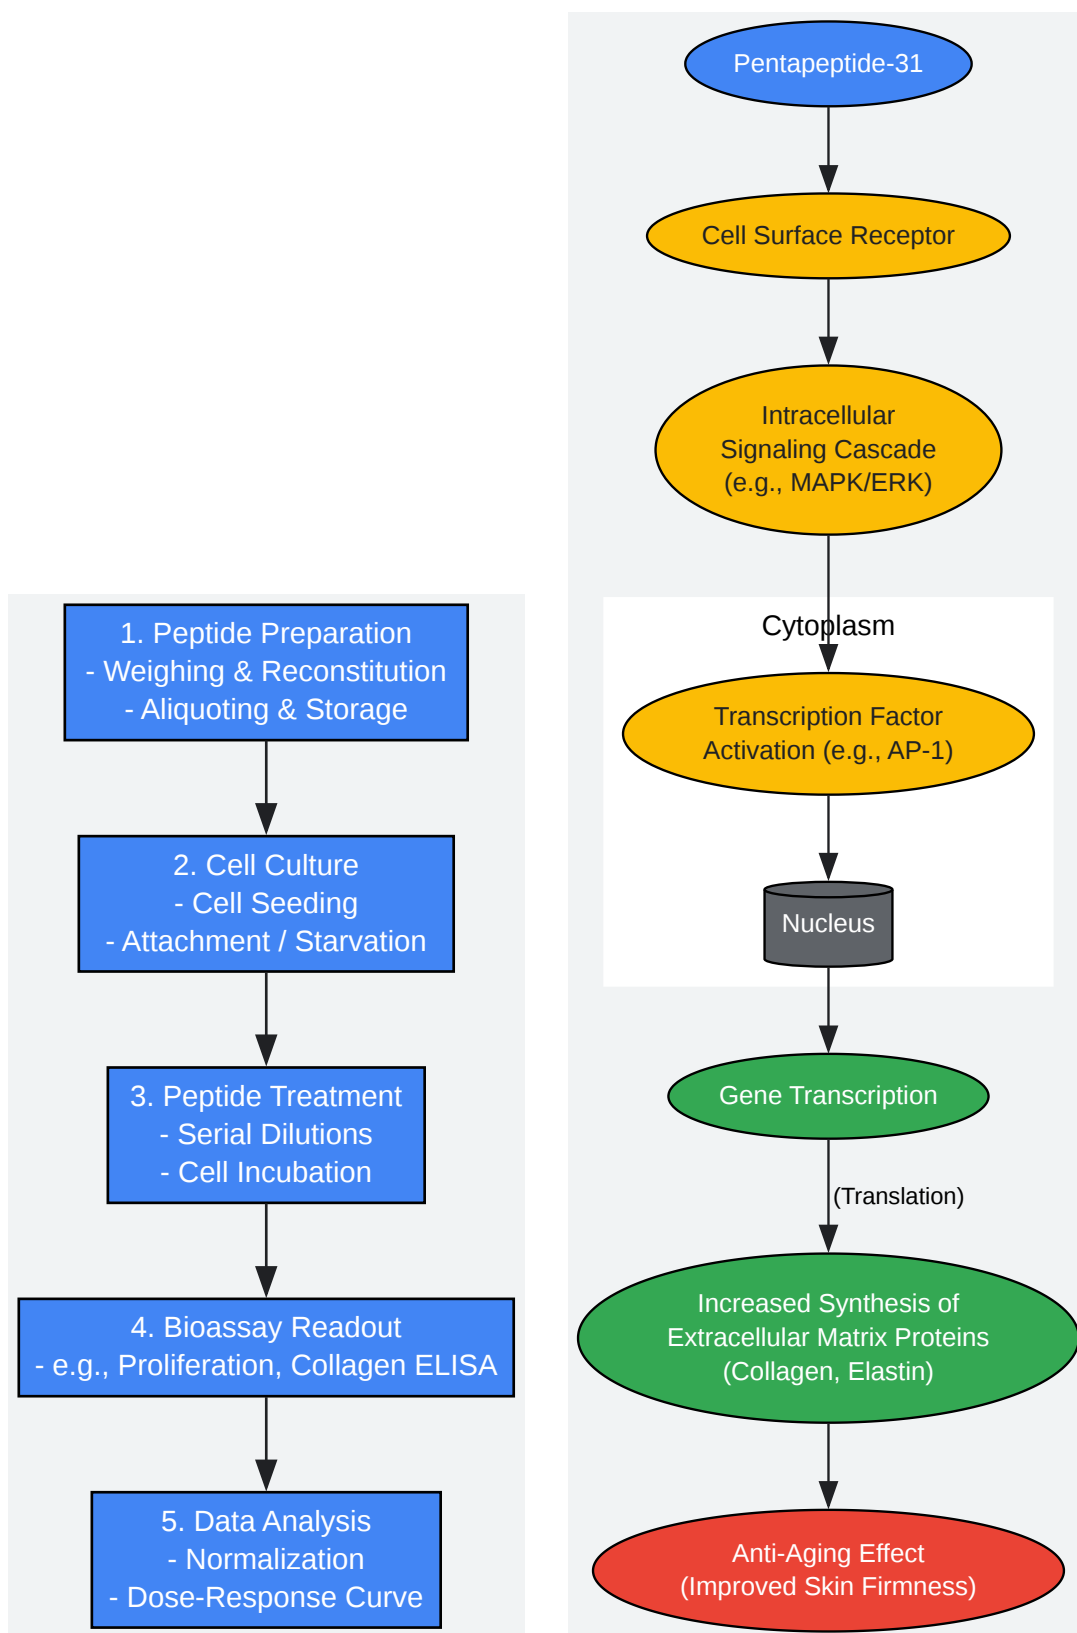 1. Peptide Preparation
- Weighing & Reconstitution
- Aliquoting & Storage
2. Cell Culture
- Cell Seeding
- Attachment / Starvation
3. Peptide Treatment
- Serial Dilutions
- Cell Incubation
4. Bioassay Readout
- e.g., Proliferation, Collagen ELISA
5. Data Analysis
- Normalization
- Dose-Response Curve
Pentapeptide-31
Cell Surface Receptor
Intracellular
Signaling Cascade
(e.g., MAPK/ERK)
Cytoplasm
Transcription Factor
Activation (e.g., AP-1)
Nucleus
Gene Transcription
(Translation)
Increased Synthesis of
Extracellular Matrix Proteins
(Collagen, Elastin)
Anti-Aging Effect
(Improved Skin Firmness)